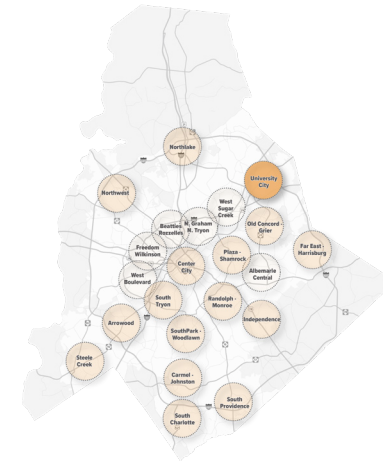 Northlake
University
City
Northwest
West
Sugar
Creek
Beatties
N. Graham
N. Tryon
Old Concord
Grier
Freedom
Wilkinson
Plaza -
Shamrock
Far East -
Harrisburg
Center
City
West
Boulevard
Albemarle
Central
South
Tryon
Randolph -
Monroe
Arrowood
Independence
SouthPark -
Woodlawn
Steele
Creek
Carmel -
Johnston
South
Providence
South
Charlotte